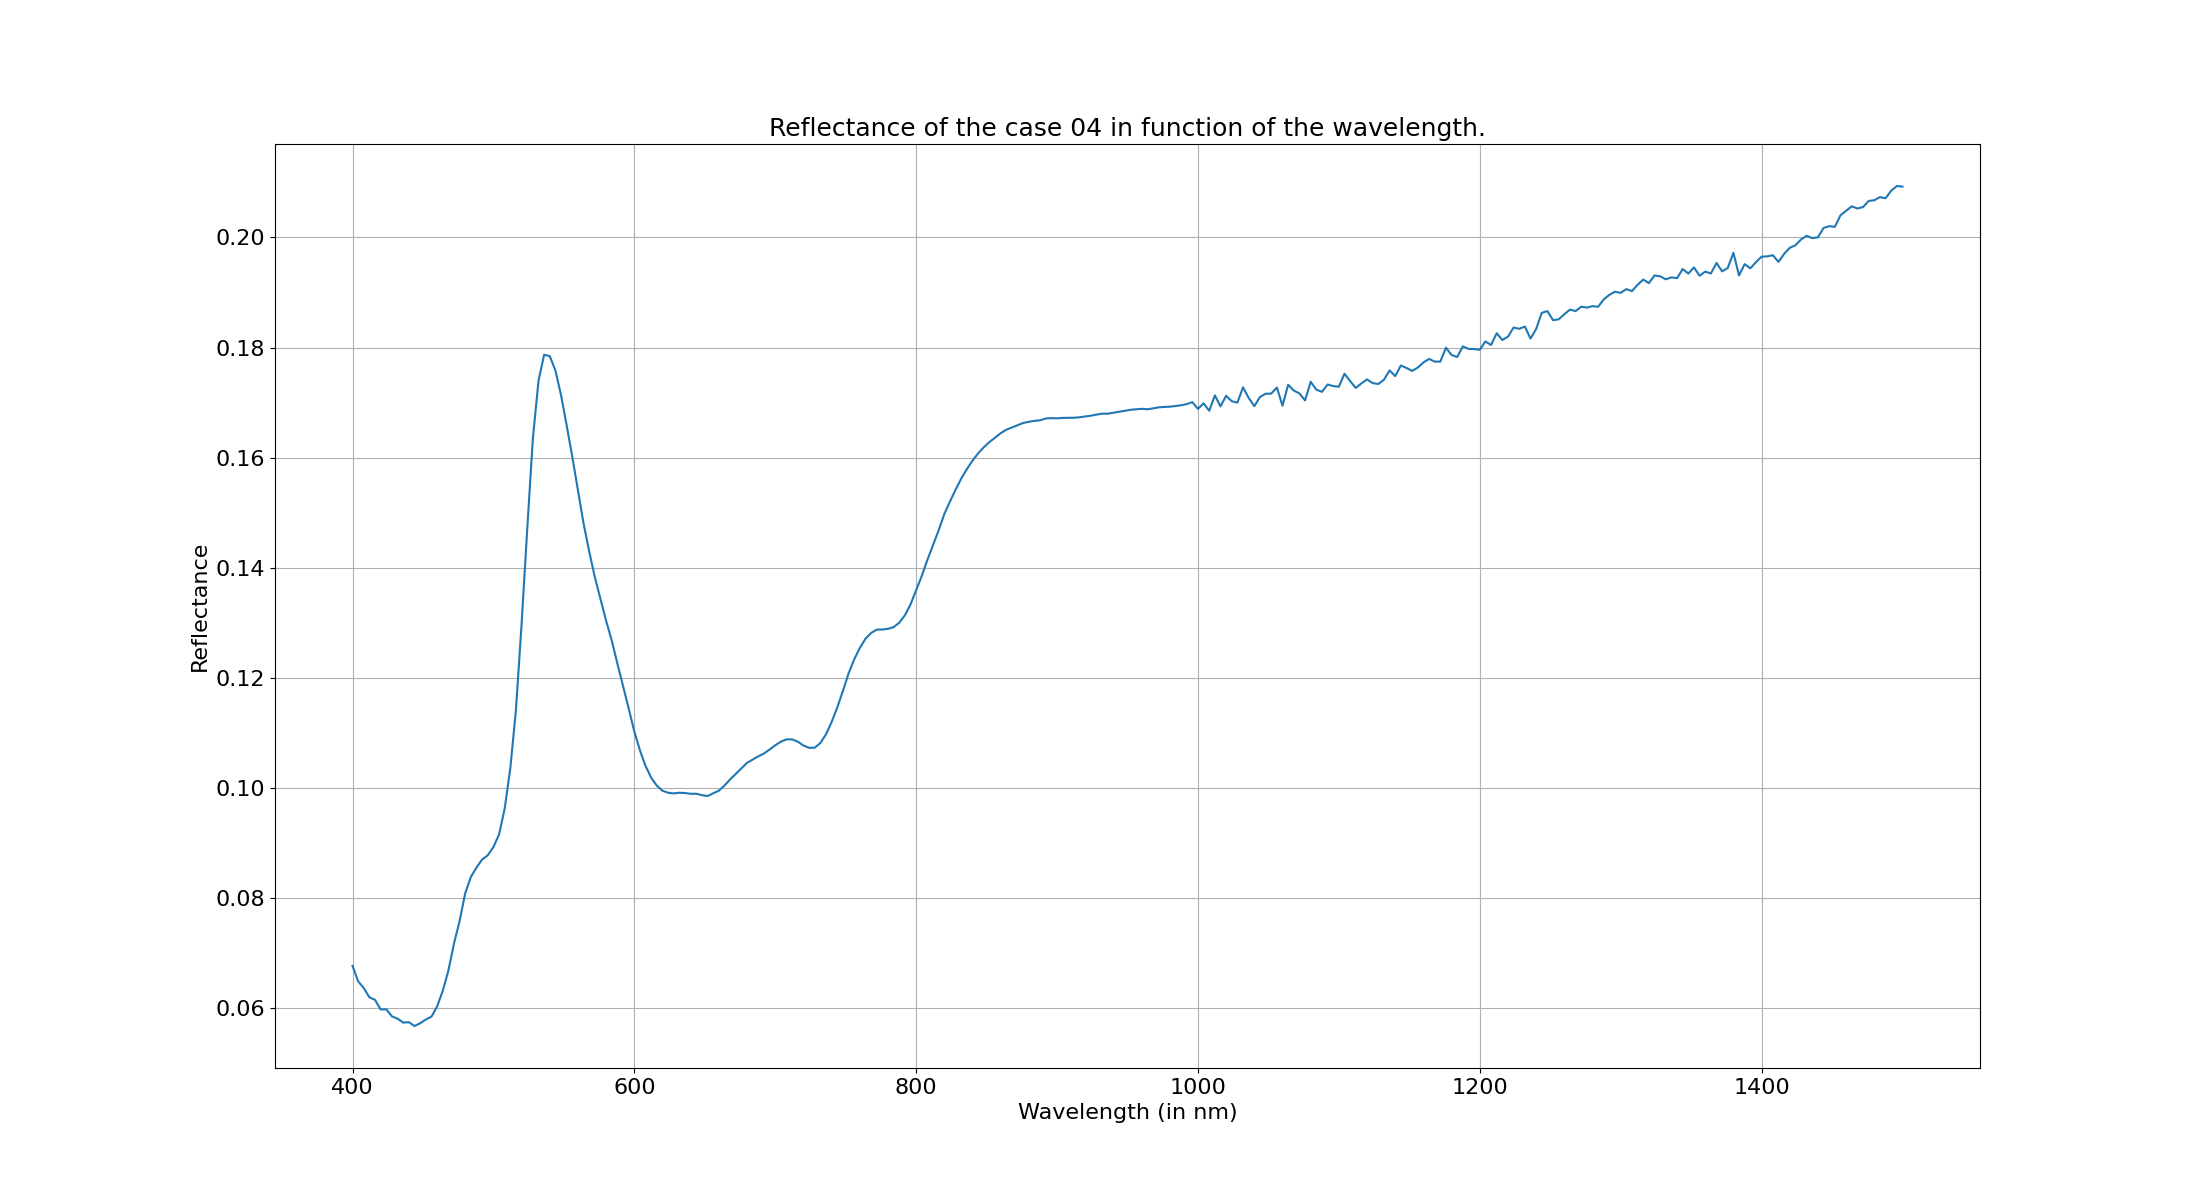 Reflectance of the case 04 in function of the wavelength.
0.20
0.18
0.16
0.14
0.12
0.10
0.08
0.06
Reflectance
400 600 800 1000 1200 1400
Wavelength (in nm)